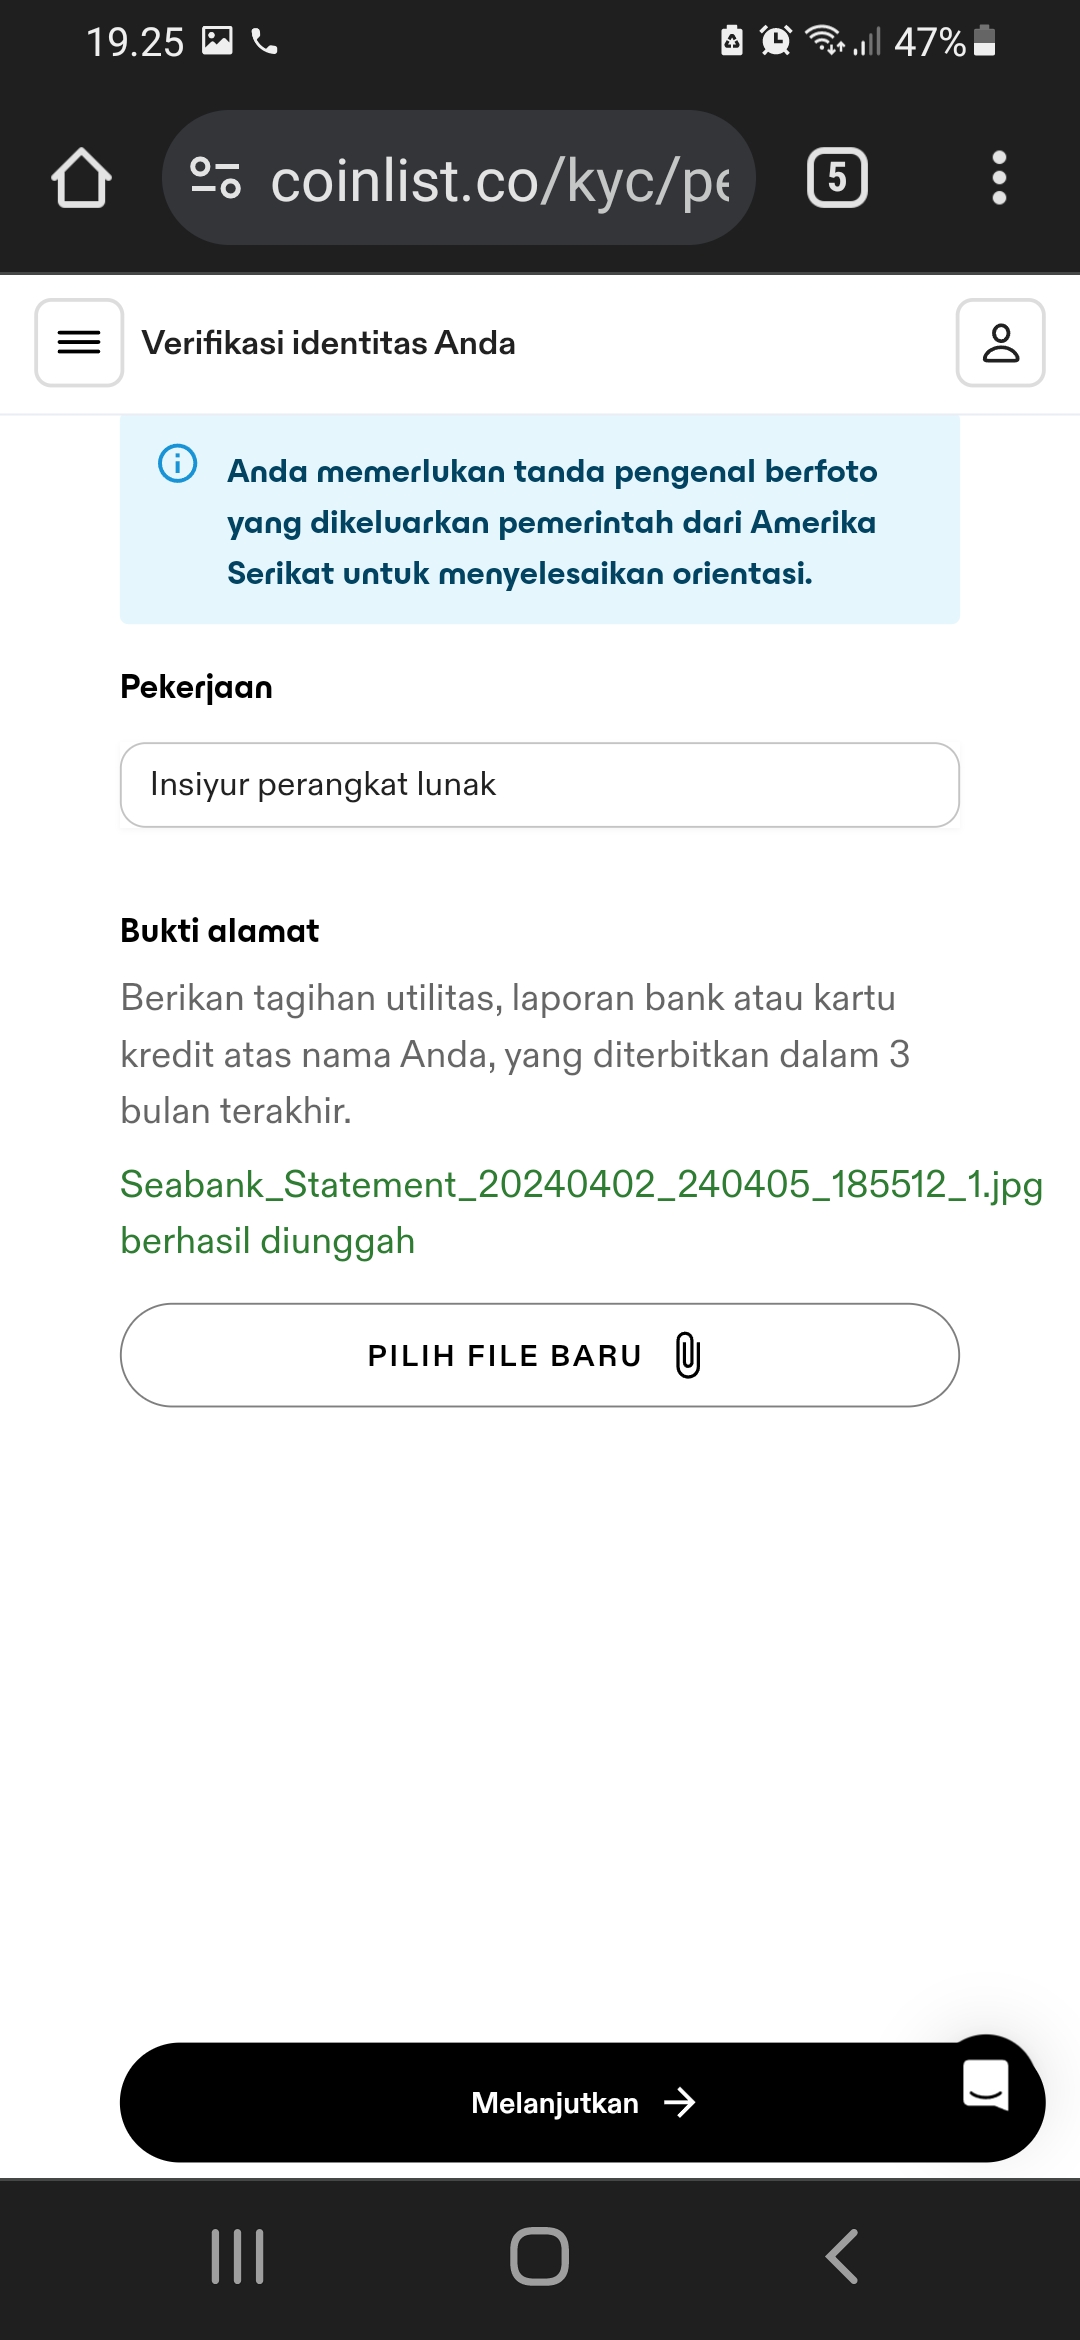 19.25
47%
coinlist.co/kyc/pe
5
Verifikasi identitas Anda
Anda memerlukan tanda pengenal berfoto
yang dikeluarkan pemerintah dari Amerika
Serikat untuk menyelesaikan orientasi.
Pekerjaan
Insiyur perangkat lunak
Bukti alamat
Berikan tagihan utilitas, laporan bank atau kartu
kredit atas nama Anda, yang diterbitkan dalam 3
bulan terakhir.
Seabank_Statement_20240402_240405_185512_1.jpg
berhasil diunggah
PILIH FILE BARU
Melanjutkan